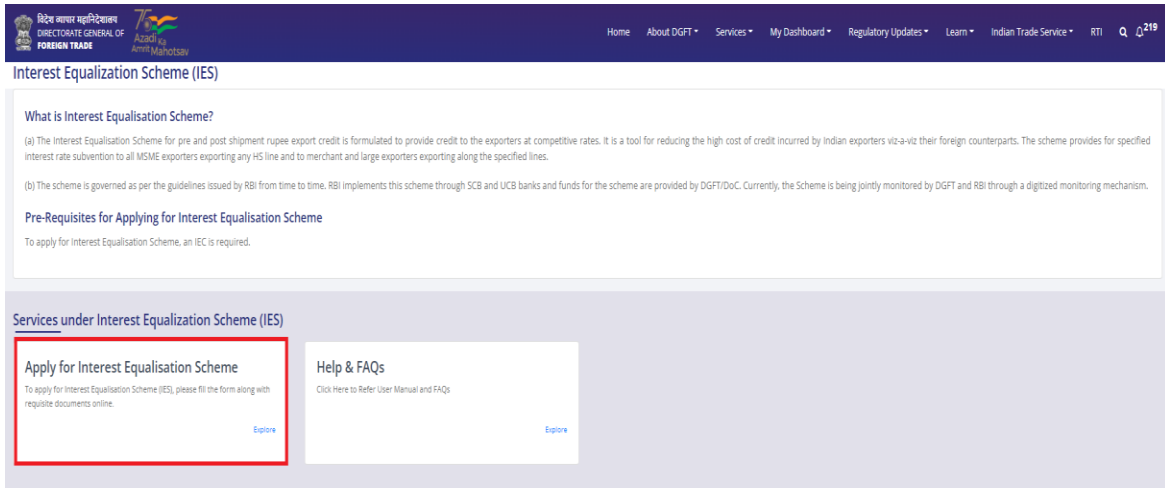 विदेश व्यापार महानिदेशालय
DIRECTORATE GENERAL OF
FOREIGN TRADE
Azadi Ka
Amrit Mahotsav
Home About DGFT Services My Dashboard Regulatory Updates Learn Indian Trade Service RTI 219
Interest Equalization Scheme (IES)
What is Interest Equalisation Scheme?
(a) The Interest Equalisation Scheme for pre and post shipment rupee export credit is formulated to provide credit to the exporters at competitive rates. It is a tool for reducing the high cost of credit incurred by Indian exporters viz-a-viz their foreign counterparts. The scheme provides for specified
interest rate subvention to all MSME exporters exporting any HS line and to merchant and large exporters exporting along the specified lines.
(b) The scheme is governed as per the guidelines issued by RBI from time to time. RBI implements this scheme through SCB and UCB banks and funds for the scheme are provided by DGFT/DoC. Currently, the Scheme is being jointly monitored by DGFT and RBI through a digitized monitoring mechanism.
Pre-Requisites for Applying for Interest Equalisation Scheme
To apply for Interest Equalisation Scheme, an IEC is required.
Services under Interest Equalization Scheme (IES)
Apply for Interest Equalisation Scheme
To apply for Interest Equalisation Scheme (IES), please fill the form along with
requisite documents online.
Explore
Help & FAQs
Click Here to Refer User Manual and FAQs
Explore